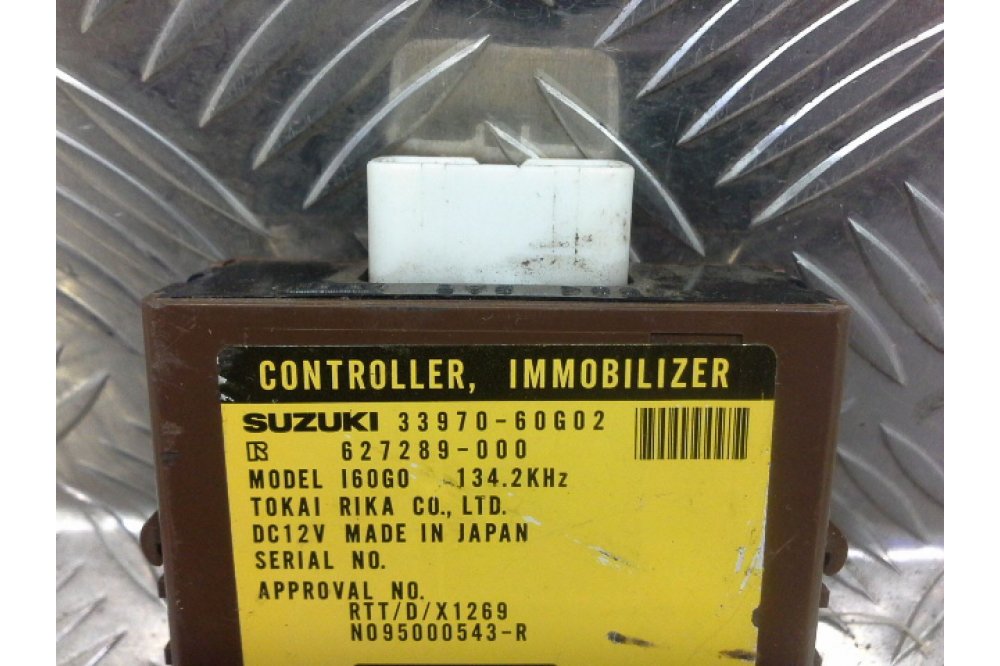 CONTROLLER, IMMOBILIZER
SUZUKI 33970-60G02
627289-000
MODEL I60G0 134.2KHz
TOKAI RIKA CO., LTD.
DC12V MADE IN JAPAN
SERIAL NO.
APPROVAL NO.
RTT/D/X1269
N095000543-R